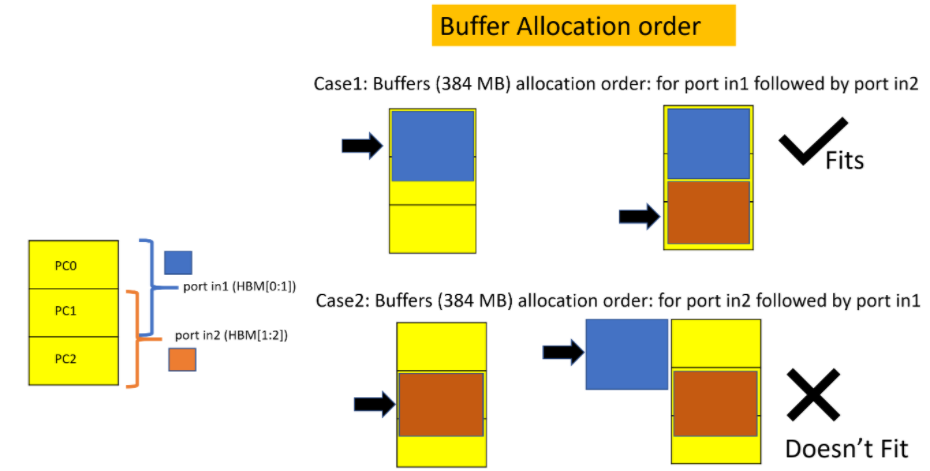 Buffer Allocation order
Case1: Buffers (384 MB) allocation order: for port in1 followed by port in2
Fits
PC0
PC1
PC2
port in1 (HBM[0:1])
port in2 (HBM[1:2])
Case2: Buffers (384 MB) allocation order: for port in2 followed by port in1
Doesn't Fit